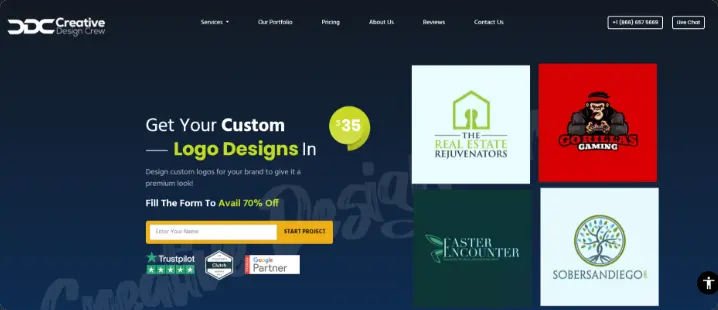 Creative
Design Crew
Services
Our Portfolio
Pricing
About Us
Reviews
Contact Us
+1 (866) 657 5669
Live Chat
Get Your Custom
Logo Designs In
$35
Design custom logos for your brand to give it a
premium look!
Fill The Form To Avail 70% Off
Enter Your Name
START PROJECT
Trustpilot
Clutch
Google
Partner
THE
REAL ESTATE
REJUVENATORS
GORILLAS
GAMING
EASTER
ENCOUNTER
SOBERSANDIEGO